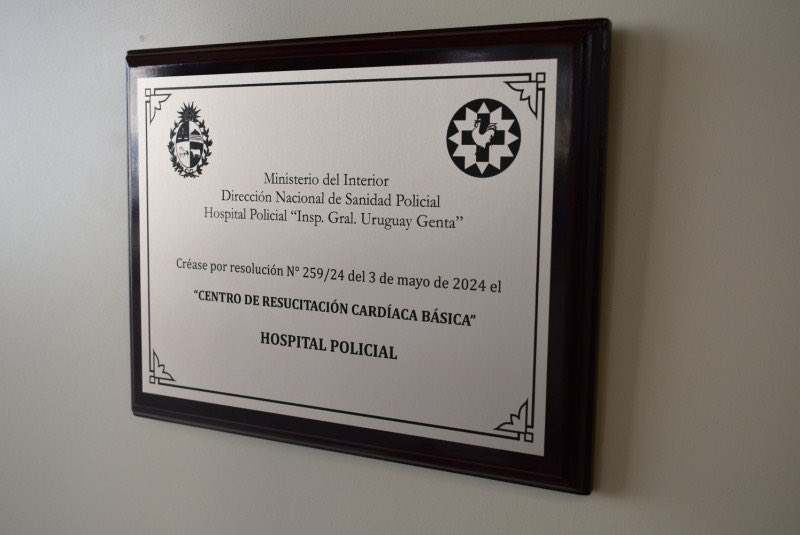 Ministerio del Interior
Dirección Nacional de Sanidad Policial
Hospital Policial “Insp. Gral. Uruguay Genta”
Créase por resolución N° 259/24 del 3 de mayo de 2024 el
“CENTRO DE RESUCITACIÓN CARDÍACA BÁSICA”
HOSPITAL POLICIAL